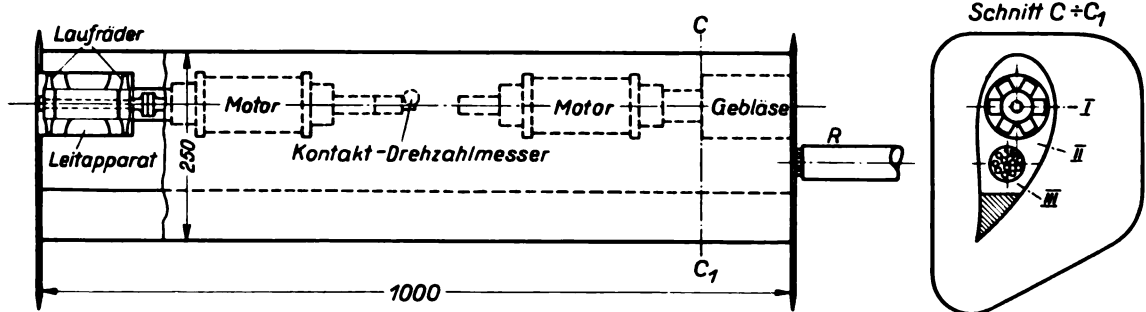 Laufräder
Motor
Kontakt-Drehzahlmesser
Motor
Gebläse
Leitapparat
250
R
C
C1
1000
Schnitt C÷C1
I
II
III